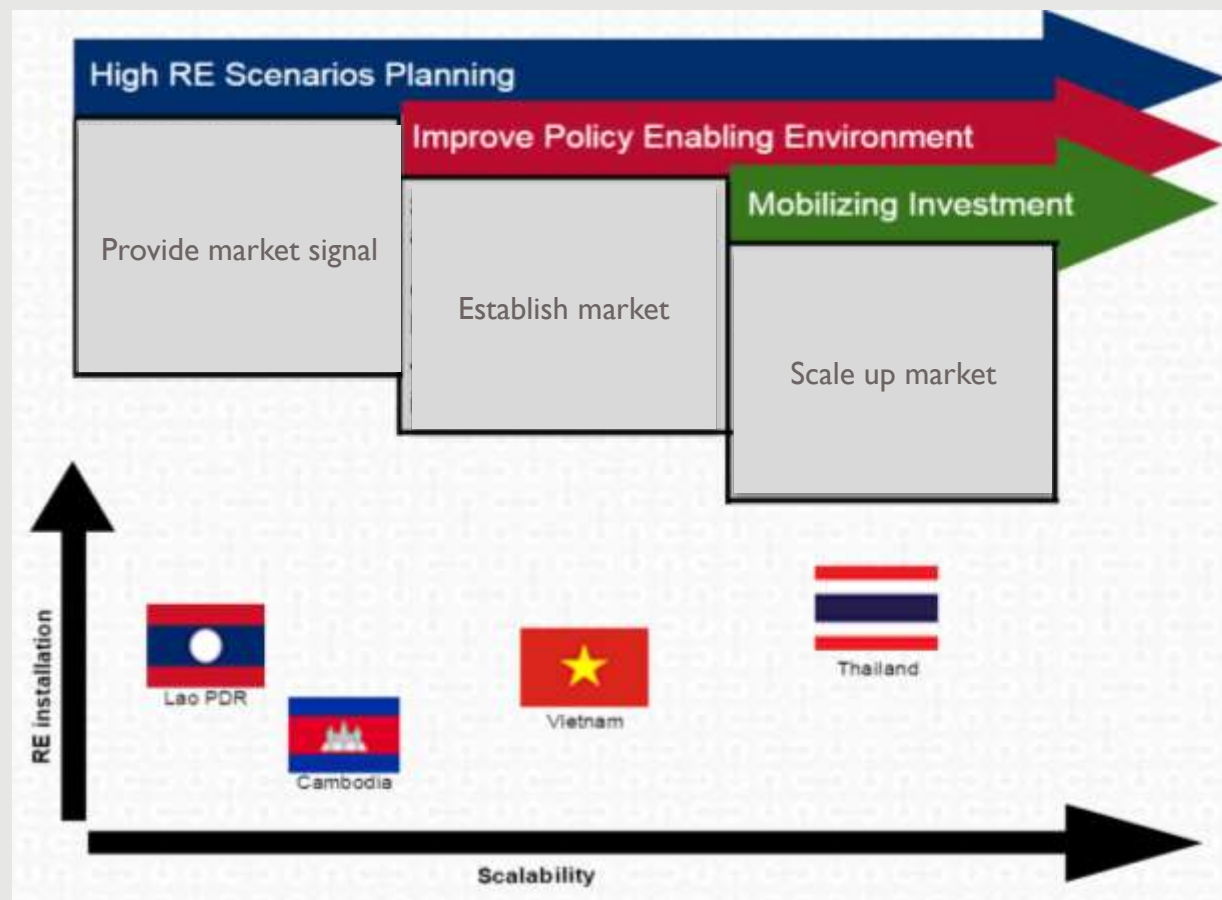 High RE Scenarios Planning
Improve Policy Enabling Environment
Mobilizing Investment
Provide market signal
Establish market
Scale up market
RE installation
Lao PDR
Cambodia
Vietnam
Thailand
Scalability